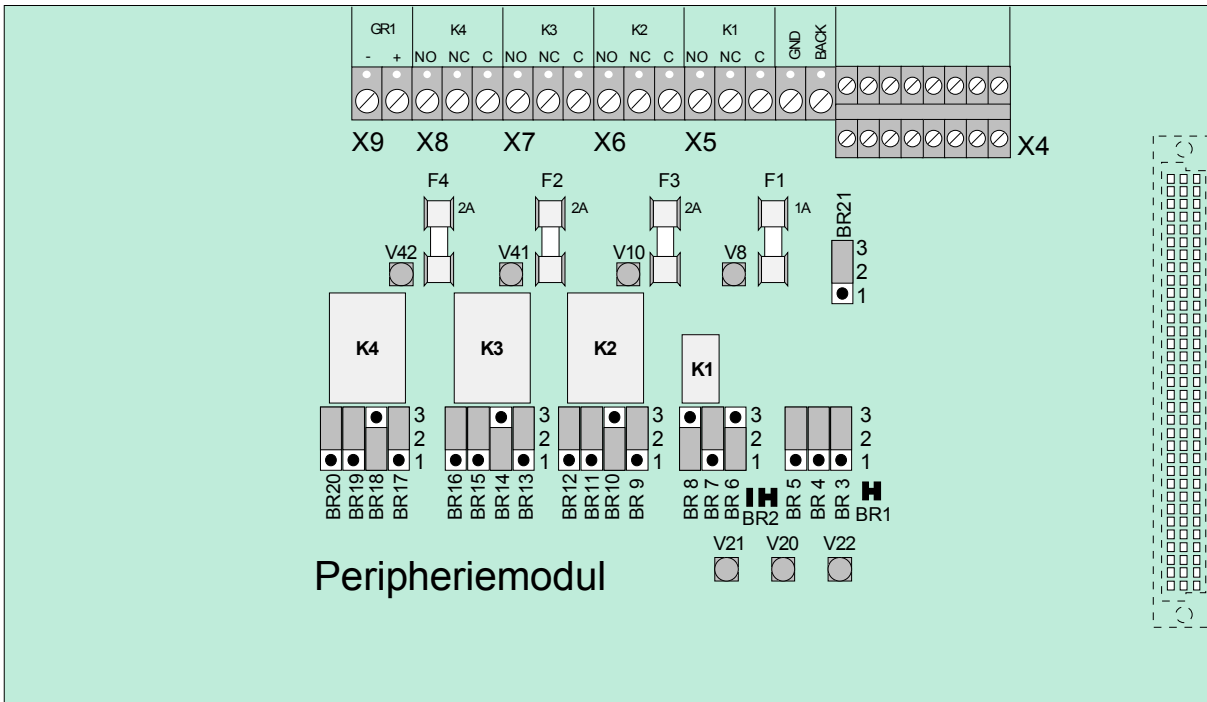 GR1 K4 K3 K2 K1 GND BACK
- + NO NC C NO NC C NO NC C NO NC C
X9 X8 X7 X6 X5 X4
F4 F2 F3 F1
2A 2A 2A 1A
BR21
V42 V41 V10 V8
3
2
1
K4 K3 K2 K1
3 3 3 3 3
2 2 2 2 2
1 1 1 1 1
BR20 BR19 BR18 BR17 BR16 BR15 BR14 BR13 BR12 BR11 BR10 BR 9 BR 8 BR 7 BR 6 BR2 BR 5 BR 4 BR 3 BR1
V21 V20 V22
Peripheriemodul